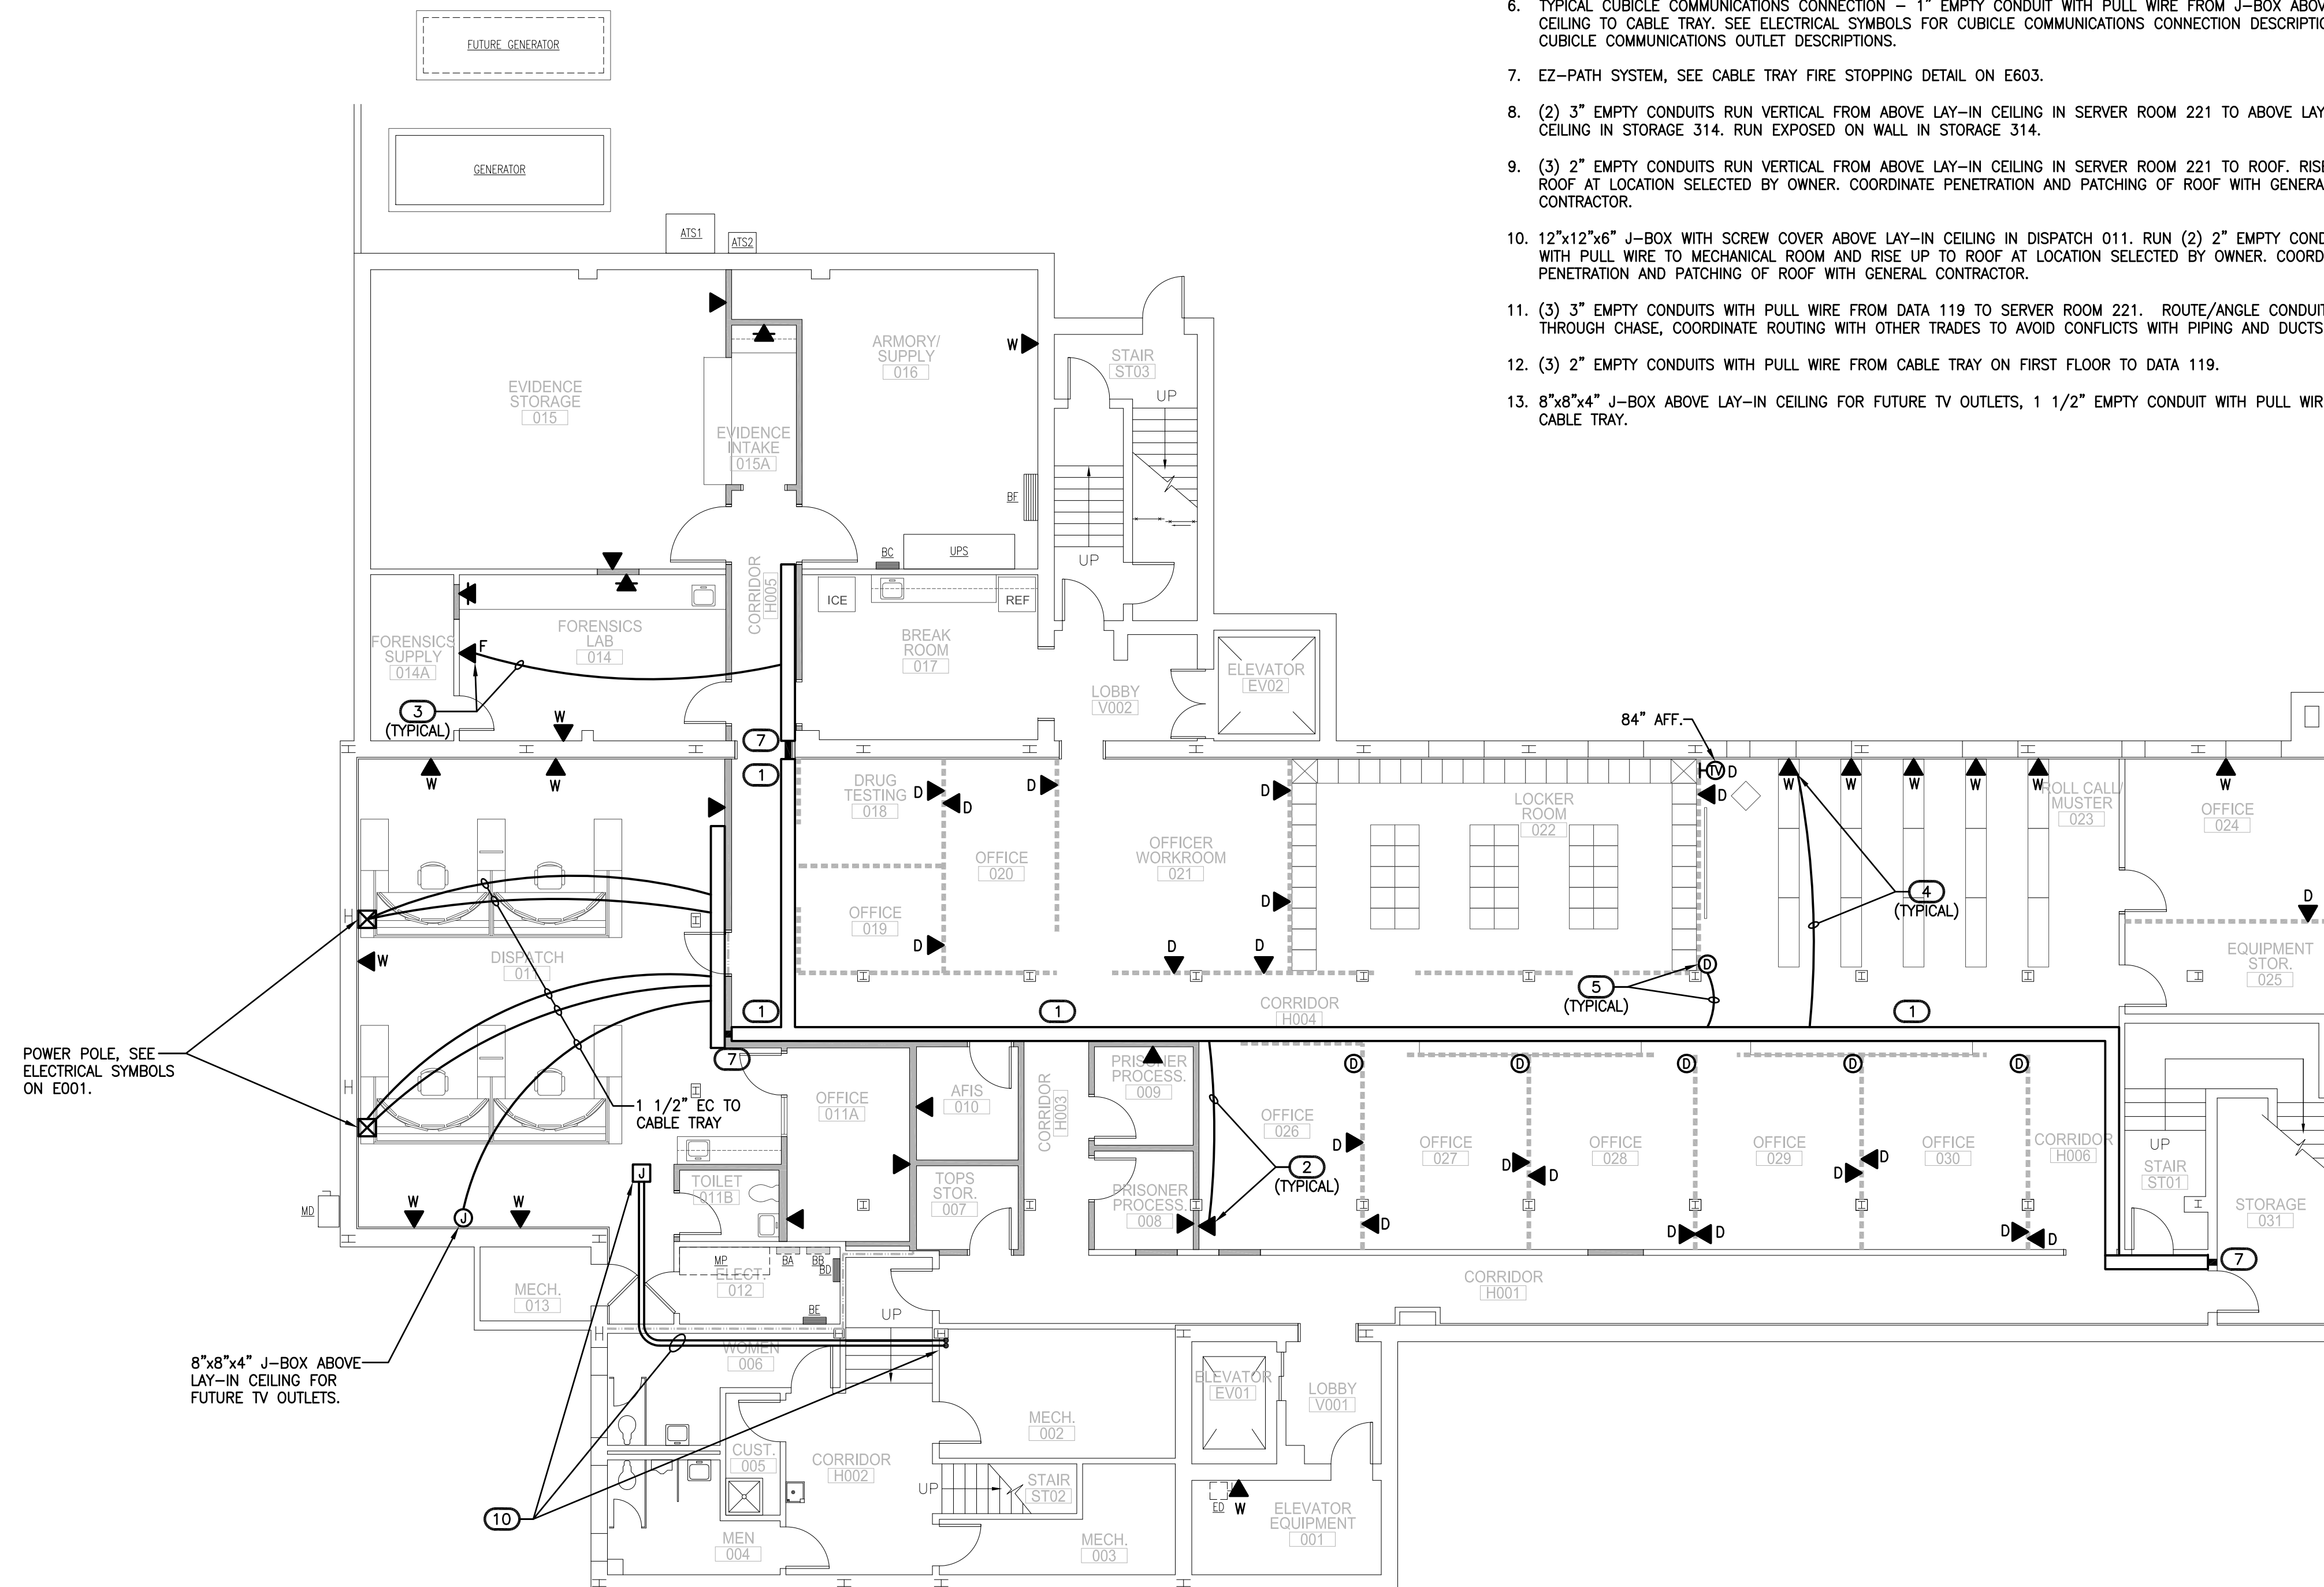 6. TYPICAL CUBICLE COMMUNICATIONS CONNECTION – 1" EMPTY CONDUIT WITH PULL WIRE FROM J–BOX
CEILING TO CABLE TRAY. SEE ELECTRICAL SYMBOLS FOR CUBICLE COMMUNICATIONS CONNECTION
CUBICLE COMMUNICATIONS OUTLET DESCRIPTIONS.
7. EZ–PATH SYSTEM, SEE CABLE TRAY FIRE STOPPING DETAIL ON E603.
8. (2) 3" EMPTY CONDUITS RUN VERTICAL FROM ABOVE LAY–IN CEILING IN SERVER ROOM 221 TO ABOVE
CEILING IN STORAGE 314. RUN EXPOSED ON WALL IN STORAGE 314.
9. (3) 2" EMPTY CONDUITS RUN VERTICAL FROM ABOVE LAY–IN CEILING IN SERVER ROOM 221 TO ROOF.
ROOF AT LOCATION SELECTED BY OWNER. COORDINATE PENETRATION AND PATCHING OF ROOF WITH
CONTRACTOR.
10. 12"x12"x6" J–BOX WITH SCREW COVER ABOVE LAY–IN CEILING IN DISPATCH 011. RUN (2) 2" EMPTY
WITH PULL WIRE TO MECHANICAL ROOM AND RISE UP TO ROOF AT LOCATION SELECTED BY OWNER.
PENETRATION AND PATCHING OF ROOF WITH GENERAL CONTRACTOR.
11. (3) 3" EMPTY CONDUITS WITH PULL WIRE FROM DATA 119 TO SERVER ROOM 221. ROUTE/ANGLE
THROUGH CHASE, COORDINATE ROUTING WITH OTHER TRADES TO AVOID CONFLICTS WITH PIPING AND DUCTS
12. (3) 2" EMPTY CONDUITS WITH PULL WIRE FROM CABLE TRAY ON FIRST FLOOR TO DATA 119.
13. 8"x8"x4" J–BOX ABOVE LAY–IN CEILING FOR FUTURE TV OUTLETS, 1 1/2" EMPTY CONDUIT WITH PULL
CABLE TRAY.
FUTURE GENERATOR
GENERATOR
ATS1
ATS2
EVIDENCE
STORAGE
015
EVIDENCE
INTAKE
015A
ARMORY/
SUPPLY
016
W
BF
BC
UPS
STAIR
ST03
UP
UP
CORRIDOR
H005
ICE
REF
BREAK
ROOM
017
FORENSICS
SUPPLY
014A
FORENSICS
LAB
014
F
3
(TYPICAL)
W
LOBBY
V002
ELEVATOR
EV02
84" AFF.
7
1
W
W
DRUG
TESTING
018
D
D
D
OFFICE
019
D
OFFICE
020
OFFICER
WORKROOM
021
D
D
D
D
LOCKER
ROOM
022
TV D
D
W
W
W
W
W
ROLL CALL/
MUSTER
023
W
OFFICE
024
4
(TYPICAL)
D
EQUIPMENT
STOR.
025
DISPATCH
011
W
D
5
(TYPICAL)
CORRIDOR
H004
1
1
1
7
POWER POLE, SEE
ELECTRICAL SYMBOLS
ON E001.
1 1/2" EC TO
CABLE TRAY
OFFICE
011A
AFIS
010
CORRIDOR
H003
PRISONER
PROCESS.
009
PRISONER
PROCESS.
008
2
(TYPICAL)
OFFICE
026
D
D
D
D
D
D
D
OFFICE
027
D
D
OFFICE
028
OFFICE
029
D
D
OFFICE
030
CORRIDOR
H006
D
D
D
D
D
UP
STAIR
ST01
STORAGE
031
7
J
TOILET
011B
TOPS
STOR.
007
MD
W
J
W
MECH.
013
MP
BA
BB
BD
ELECT.
012
BE
UP
CORRIDOR
H001
8"x8"x4" J–BOX ABOVE
LAY–IN CEILING FOR
FUTURE TV OUTLETS.
WOMEN
006
CUST.
005
CORRIDOR
H002
MECH.
002
ELEVATOR
EV01
LOBBY
V001
UP
STAIR
ST02
10
MEN
004
MECH.
003
ED
W
ELEVATOR
EQUIPMENT
001